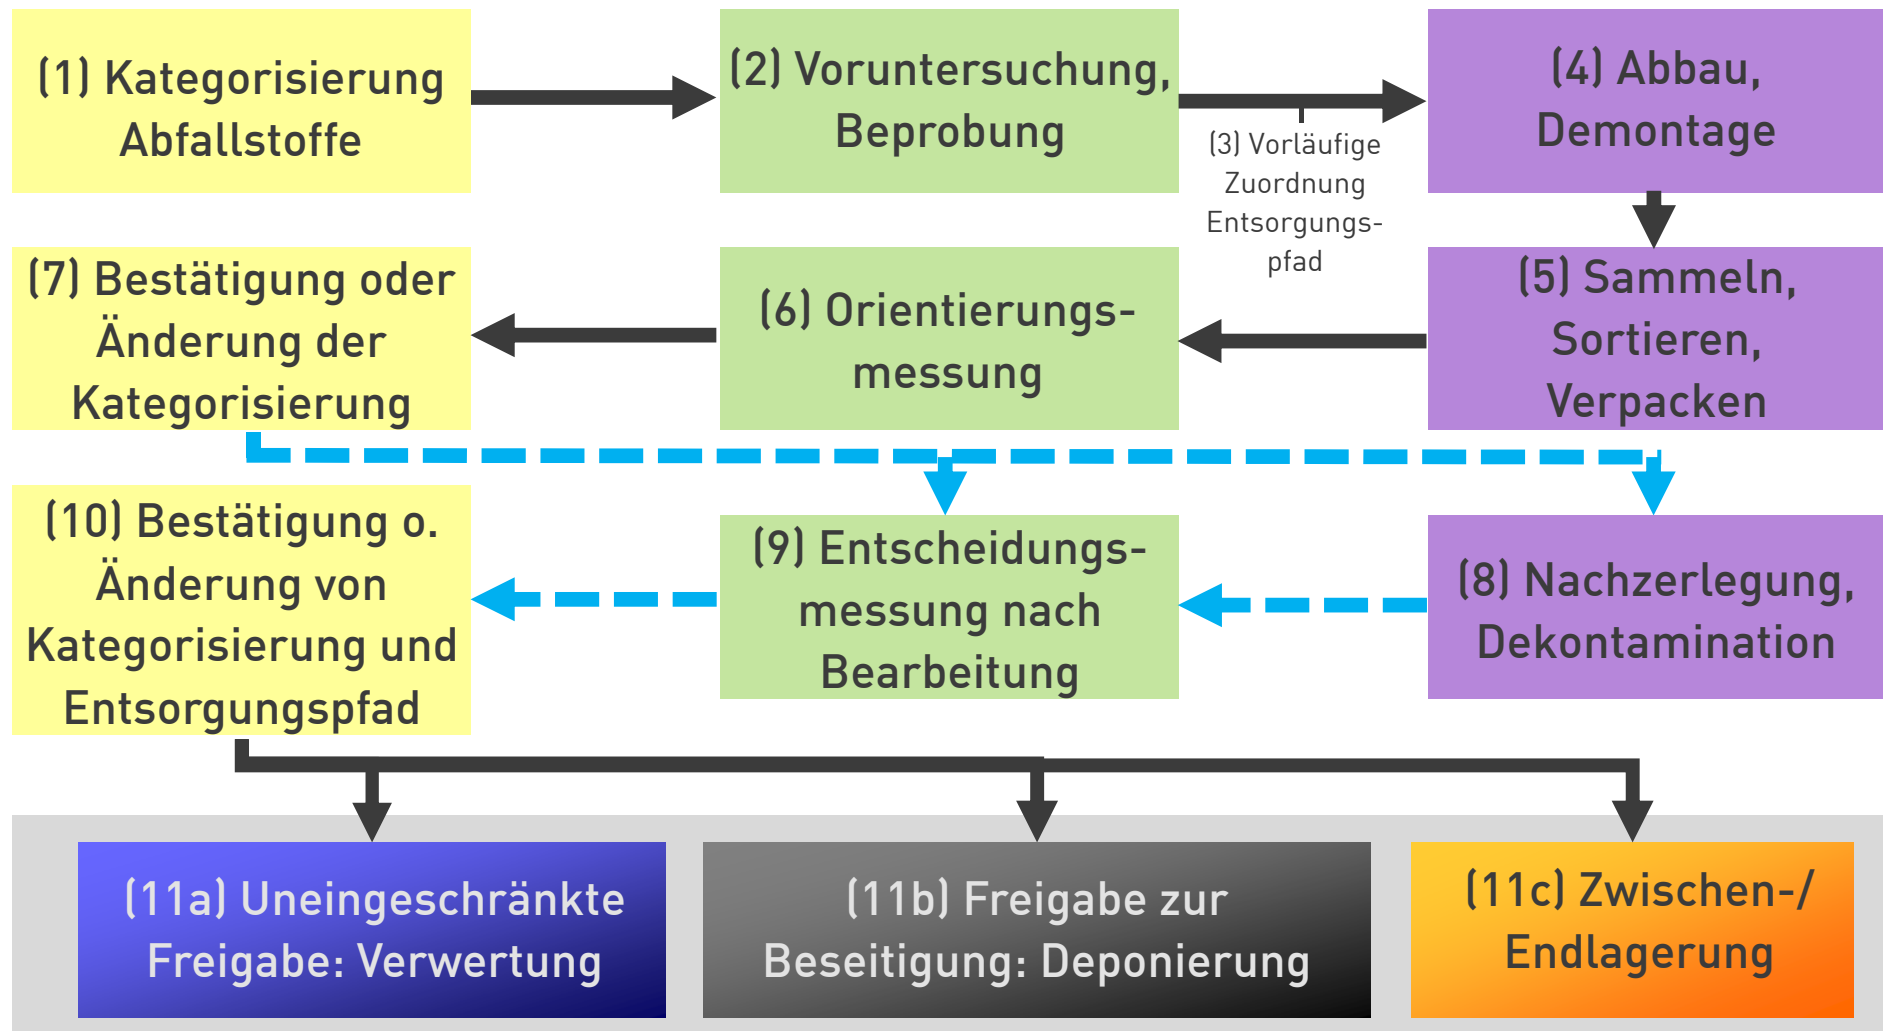 (1) Kategorisierung
Abfallstoffe
(2) Voruntersuchung,
Beprobung
(3) Vorläufige
Zuordnung
Entsorgungs-
pfad
(4) Abbau,
Demontage
(5) Sammeln,
Sortieren,
Verpacken
(6) Orientierungs-
messung
(7) Bestätigung oder
Änderung der
Kategorisierung
(8) Nachzerlegung,
Dekontamination
(9) Entscheidungs-
messung nach
Bearbeitung
(10) Bestätigung o.
Änderung von
Kategorisierung und
Entsorgungspfad
(11a) Uneingeschränkte
Freigabe: Verwertung
(11b) Freigabe zur
Beseitigung: Deponierung
(11c) Zwischen-/
Endlagerung